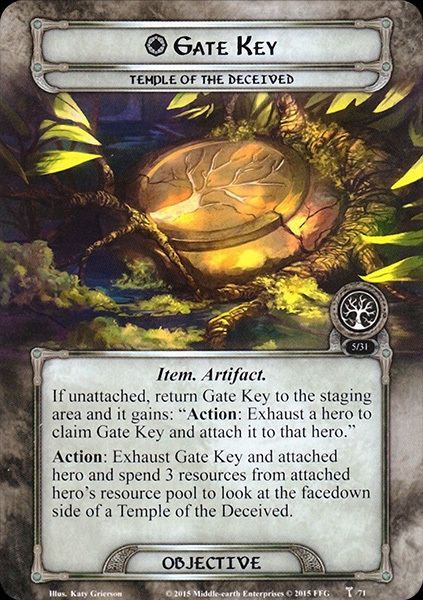 Gate Key
Temple of the Deceived
5/31
Item. Artifact.
If unattached, return Gate Key to the staging
area and it gains: “Action: Exhaust a hero to
claim Gate Key and attach it to that hero.”
Action: Exhaust Gate Key and attached
hero and spend 3 resources from attached
hero’s resource pool to look at the facedown
side of a Temple of the Deceived.
OBJECTIVE
Illus. Katy Grierson
© 2015 Middle-earth Enterprises © 2015 FFG
71